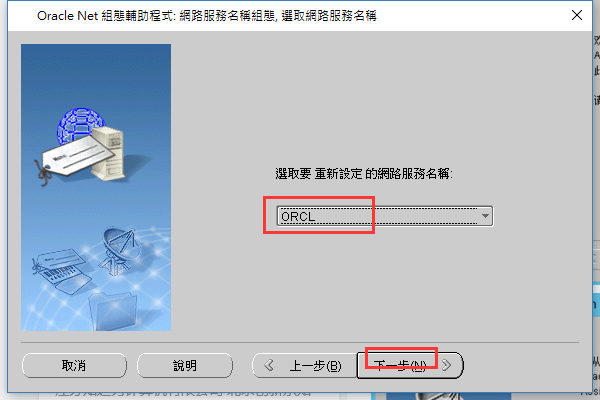 Oracle Net 組態輔助程式: 網路服務名稱組態, 選取網路服務名稱
選取要 重新設定 的網路服務名稱:
ORCL
取消
說明
上一步(B)
下一步(N)